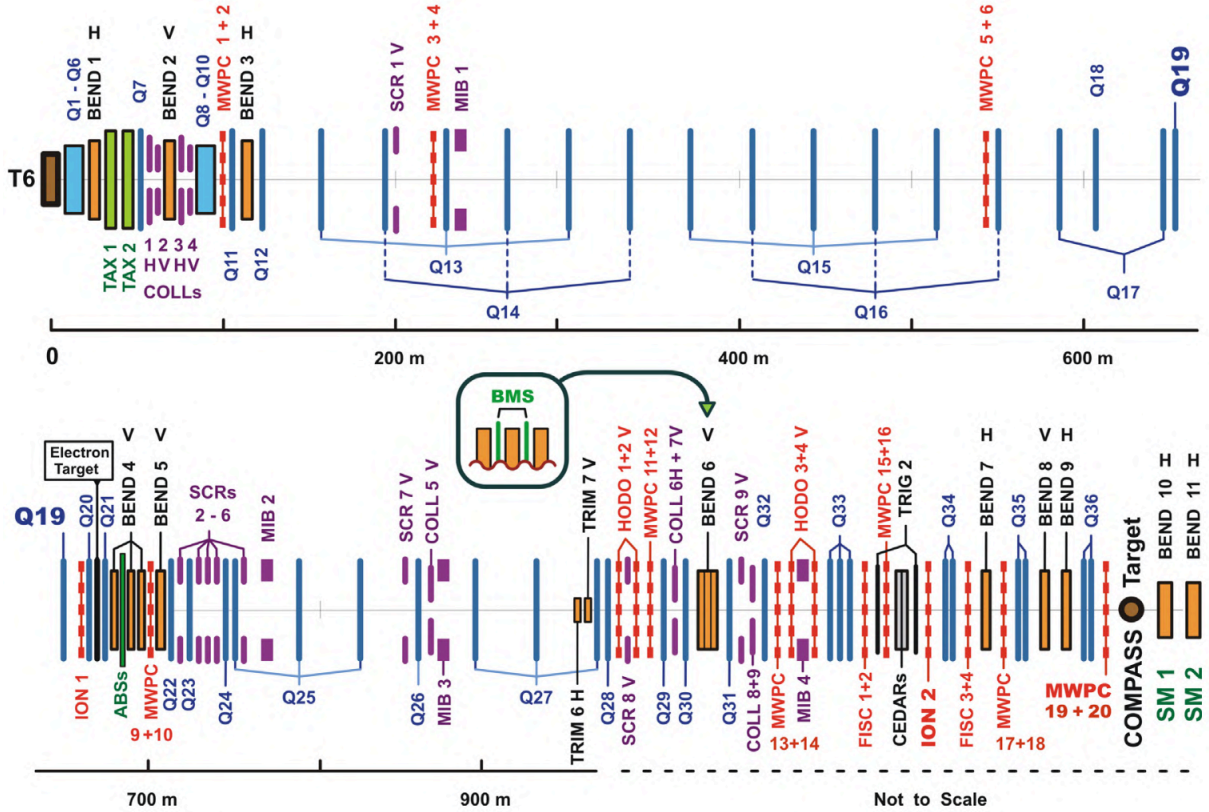 Q1 - Q6
BEND 1 H
Q7
BEND 2 V
Q8 - Q10
MWPC 1 + 2
BEND 3 H
SCR 1 V
MWPC 3 + 4
MIB 1
MWPC 5 + 6
Q18
Q19
T6
TAX 1
TAX 2
1 2 3 4
H V H V
COLLs
Q11
Q12
Q13
Q14
Q15
Q16
Q17
0
200 m
400 m
600 m
BMS
Electron
Target
Q19
Q20
Q21
BEND 4 V
BEND 5 V
SCRs
2 - 6
MIB 2
SCR 7 V
COLL 5 V
TRIM 7 V
HODO 1+2 V
MWPC 11+12
COLL 6H + 7V
BEND 6 V
SCR 9 V
Q32
HODO 3+4 V
Q33
MWPC 15+16
TRIG 2
Q34
BEND 7 H
Q35
BEND 8 V
BEND 9 H
Q36
COMPASS Target
BEND 10 H
BEND 11 H
ION 1
ABSs
MWPC
9 +10
Q22
Q23
Q24
Q25
Q26
MIB 3
Q27
TRIM 6 H
Q28
SCR 8 V
Q29
Q30
Q31
COLL 8+9
MWPC
13+14
MIB 4
FISC 1+2
CEDARs
ION 2
FISC 3+4
MWPC
17+18
MWPC
19 + 20
SM 1
SM 2
700 m
900 m
Not to Scale